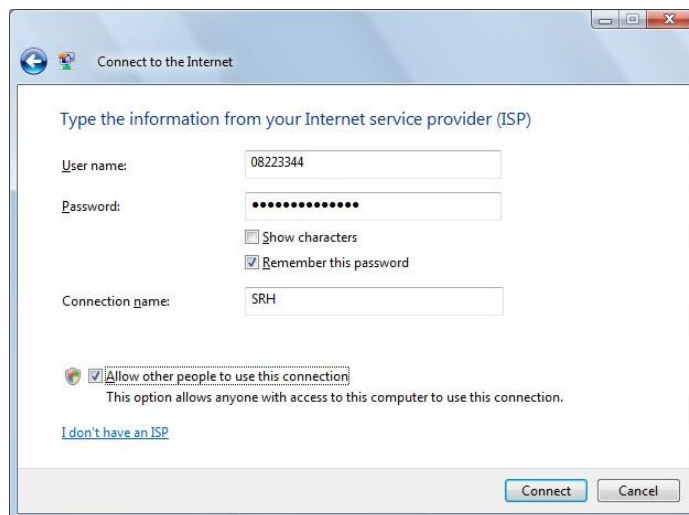 Connect to the Internet
Type the information from your Internet service provider (ISP)
User name: 08223344
Password: ••••••••••••••
Show characters
Remember this password
Connection name: SRH
Allow other people to use this connection
This option allows anyone with access to this computer to use this connection.
I don't have an ISP
Connect Cancel